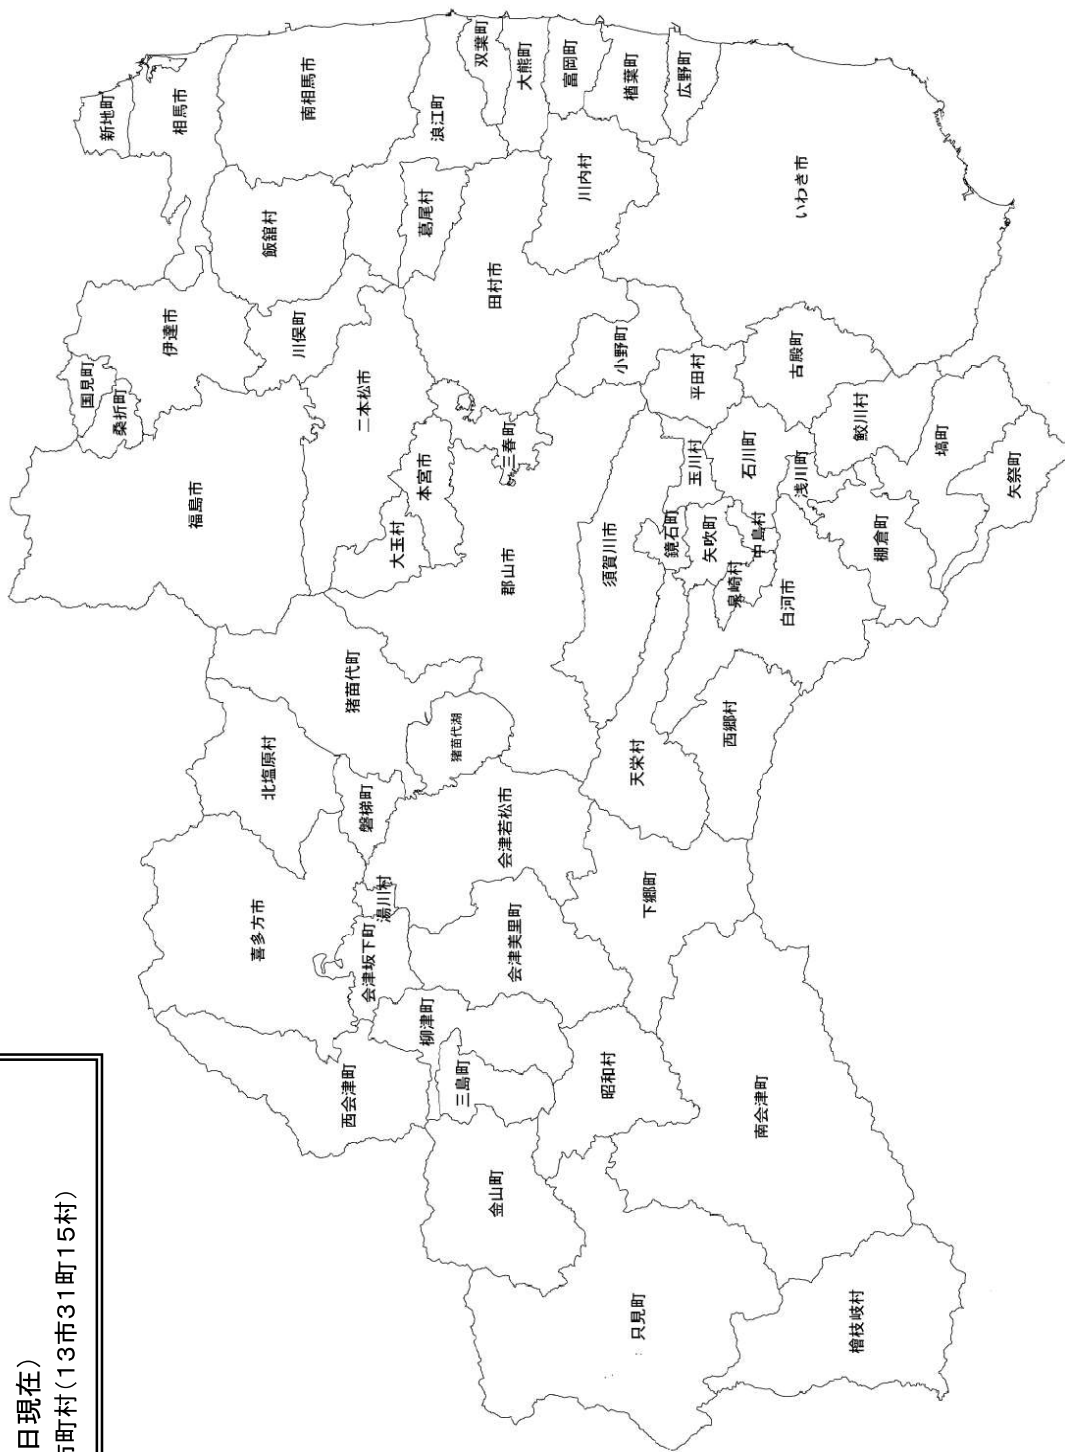 日現在)
町村(13市31町15村)
新地町
相馬市
国見町
桑折町
伊達市
福島市
南相馬市
飯舘村
川俣町
二本松市
浪江町
葛尾村
双葉町
大熊町
富岡町
楢葉町
広野町
川内村
田村市
いわき市
小野町
三春町
本宮市
大玉村
郡山市
猪苗代町
猪苗代湖
北塩原村
磐梯町
喜多方市
湯川村
会津坂下町
会津若松市
会津美里町
西会津町
柳津町
三島町
金山町
昭和村
只見町
南会津町
檜枝岐村
下郷町
天栄村
西郷村
須賀川市
鏡石町
矢吹町
泉崎村
中島村
白河市
玉川村
平田村
石川町
浅川町
古殿町
鮫川村
棚倉町
塙町
矢祭町